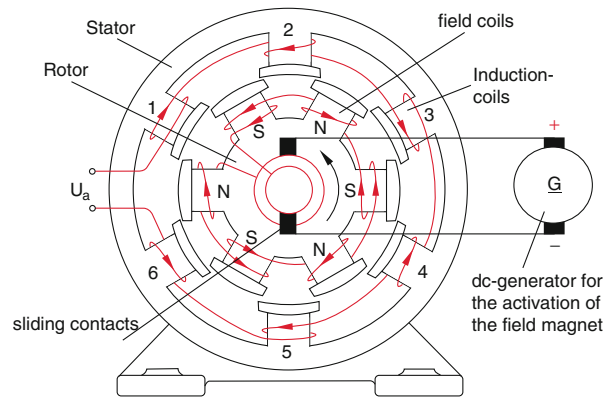 Stator
2
field coils
Rotor
Induction-
coils
1
3
S
N
+
U_a
N
S
G
S
N
–
6
4
dc-generator for
the activation of
the field magnet
sliding contacts
5